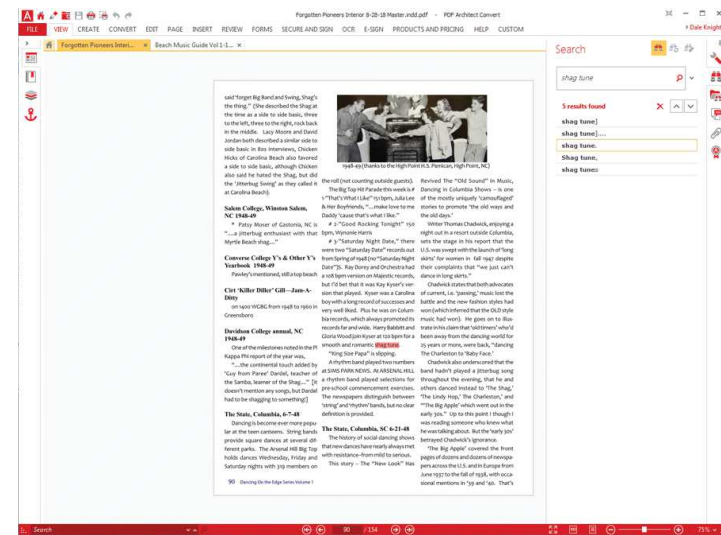 Forgotten Pioneers Interior 8-28-18 Master.indd.pdf - PDF Architect Convert
FILE VIEW CREATE CONVERT EDIT PAGE INSERT REVIEW FORMS SECURE AND SIGN OCR E-SIGN PRODUCTS AND PRICING HELP CUSTOM
Dale Knight
Forgotten Pioneers Interi... × Beach Music Guide Vol 1-1... ×
said 'forget Big Band and Swing, Shag's
the thing." (She described the Shag at
the time as a side to side basic, three
to the left, three to the right, rock back
in the middle. Lacy Moore and David
Jordan both described a similar side to
side basic in 80s interviews, Chicken
Hicks of Carolina Beach also favored
a side to side basic, although Chicken
also said he hated the Shag, but did
the 'Jitterbug Swing' as they called it
at Carolina Beach).
Salem College, Winston Salem,
NC 1948-49
* Patsy Moser of Gastonia, NC is
"....a jitterbug enthusiast with that
Myrtle Beach shag..."
Converse College Y's & Other Y's
Yearbook 1948-49
Pawley's mentioned, still a top beach
Cirt 'Killer Diller' Gill—Jam-A-
Ditty
on 1400 WGBG from 1948 to 1960 in
Greensboro
Davidson College annual, NC
1948-49
One of the milestones noted in the Pi
Kappa Phi report of the year was,
"....the continental touch added by
'Guy from Paree' Dardel, teacher of
the Samba, learner of the Shag...." [It
doesn't mention any songs, but Dardel
had to be shagging to something!]
The State, Columbia, 6-7-48
Dancing is become ever more popu-
lar at the teen canteens. String bands
provide square dances at several dif-
ferent parks. The Arsenal Hill Big Top
holds dances Wednesday, Friday and
Saturday nights with 319 members on
1948-49 (thanks to the High Point H.S. Pemican, High Point, NC)
the roll (not counting outside guests).
The Big Top Hit Parade this week is #
1-"That's What I Like" 151 bpm, Julia Lee
& Her Boyfriends, "....make love to me
Daddy 'cause that's what I like."
# 2-"Good Rocking Tonight" 150
bpm, Wynonie Harris
# 3-"Saturday Night Date," there
were two "Saturday Date" records out
from Spring of 1948 [no "Saturday Night
Date"]s. Ray Dorey and Orchestra had
a 108 bpm version on Majestic records,
but I'd bet that it was Kay Kyser's ver-
sion that played. Kyser was a Carolina
boy with a long record of successes and
very well liked. Plus he was on Colum-
bia records, which always promoted its
records far and wide. Harry Babbitt and
Gloria Wood join Kyser at 120 bpm for a
smooth and romantic shag tune.
"King Size Papa" is slipping.
A rhythm band played two numbers
at SIMS PARK NEWS. At ARSENAL HILL
a rhythm band played selections for
pre-school commencement exercises.
The newspapers distinguish between
'string' and 'rhythm' bands, but no clear
definition is provided.
The State, Columbia, SC 6-21-48
The history of social dancing shows
that new dances have nearly always met
with resistance–from mild to serious.
This story – The "New Look" Has
Revived The "Old Sound" in Music,
Dancing in Columbia Shows – is one
of the mostly uniquely 'camouflaged'
stories to promote 'the old ways and
the old days.'
Writer Thomas Chadwick, enjoying a
night out in a resort outside Columbia,
sets the stage in his report that the
U.S. was swept with the launch of 'long
skirts' for women in fall 1947 despite
their complaints that "we just can't
dance in long skirts."
Chadwick states that both advocates
of current, i.e. 'passing,' music lost the
battle and the new fashion styles had
won (which inferred that the OLD style
music had won). He goes on to illus-
trate in his claim that 'old timers' who'd
been away from the dancing world for
25 years or more, were back, "dancing
The Charleston to 'Baby Face.'
Chadwick also underscored that the
band hadn't played a jitterbug song
throughout the evening, that he and
others danced instead to 'The Shag,'
'The Lindy Hop,' The Charleston,' and
"'The Big Apple' which went out in the
early 30s." Up to this point I though I
was reading someone who knew what
he was talking about. But the 'early 30s'
betrayed Chadwick's ignorance.
'The Big Apple' covered the front
pages of dozens and dozens of newspa-
pers across the U.S. and in Europe from
June 1937 to the fall of 1938, with occa-
sional mentions in '39 and '40. That's
90 Dancing On the Edge Series Volume 1
Search
shag tune
5 results found
shag tune]
shag tune]....
shag tune.
Shag tune,
shag tunes
Search
90 / 154
75%